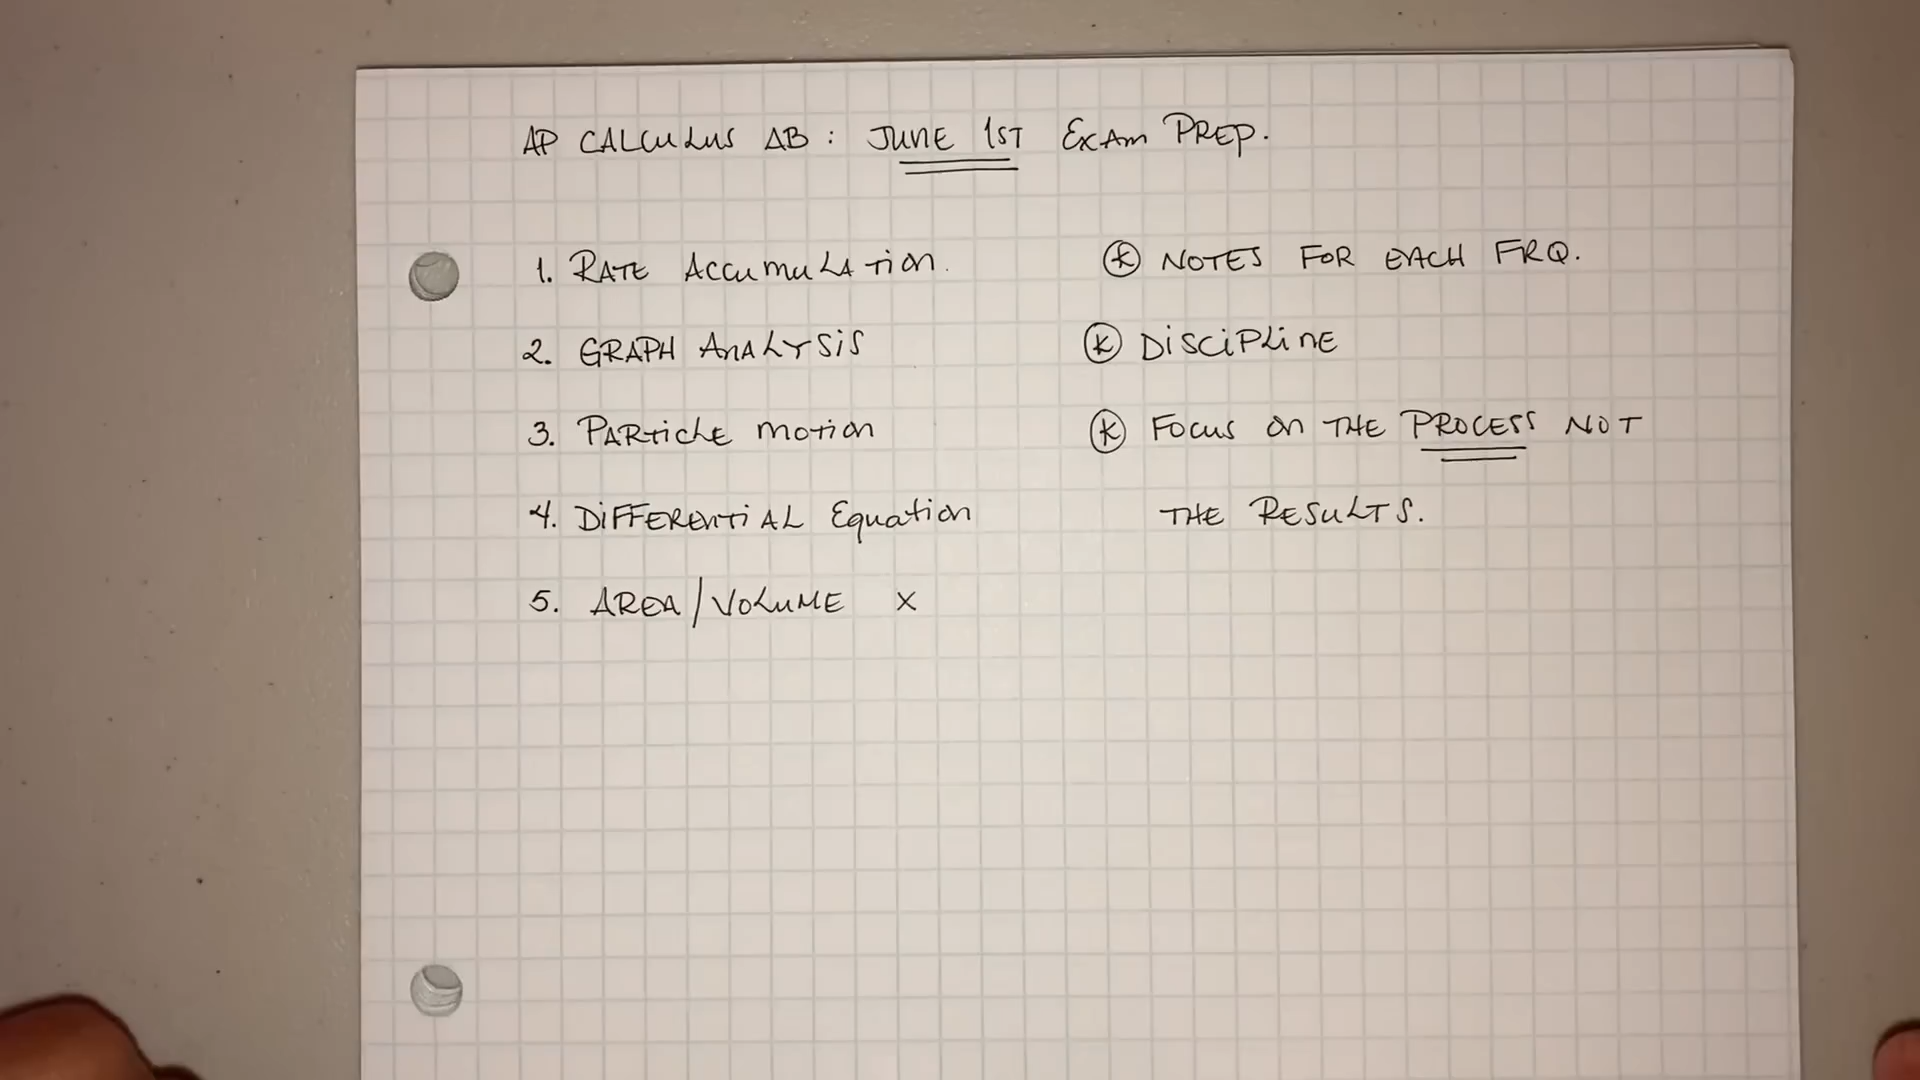 AP CALCULUS AB: JUNE 1ST EXAM PREP.
1. RATE ACCUMULATION.
2. GRAPH ANALYSIS
3. PARTICLE MOTION
4. DIFFERENTIAL Equation
5. AREA/VOLUME X
* NOTES FOR EACH FRQ.
* DISCIPLINE
* FOCUS ON THE PROCESS NOT
THE RESULTS.